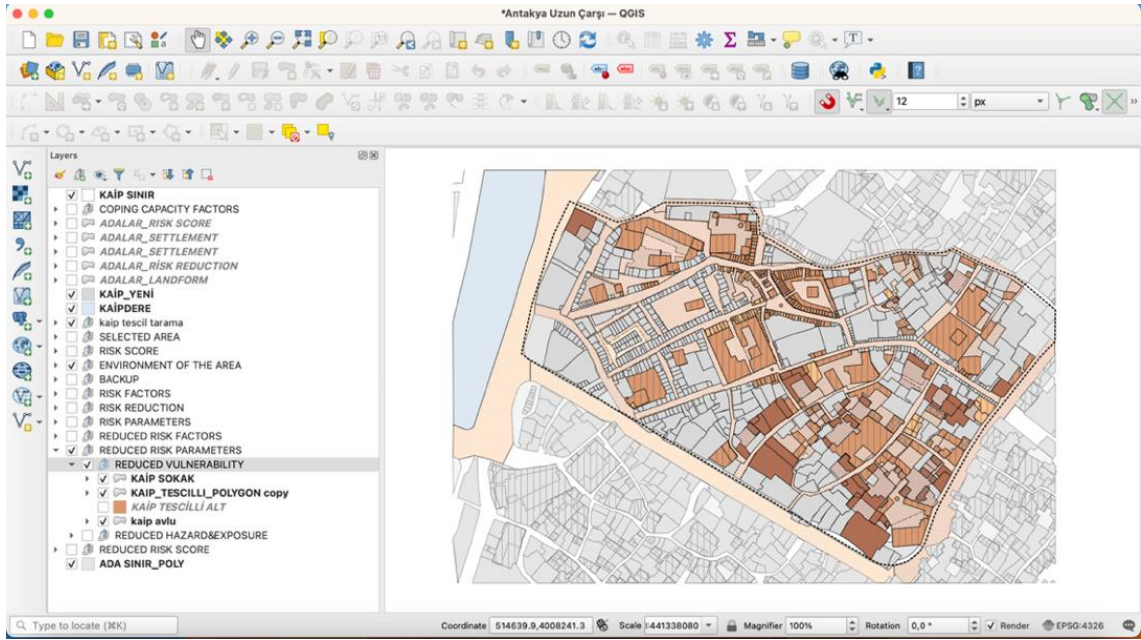 *Antakya Uzun Çarşı — QGIS
12
px
»
Layers
KAİP SINIR
COPING CAPACITY FACTORS
ADALAR_RISK SCORE
ADALAR_SETTLEMENT
ADALAR_SETTLEMENT
ADALAR_RİSK REDUCTION
ADALAR_LANDFORM
KAİP_YENİ
KAİPDERE
kaip tescil tarama
SELECTED AREA
RISK SCORE
ENVIRONMENT OF THE AREA
BACKUP
RISK FACTORS
RISK REDUCTION
RISK PARAMETERS
REDUCED RISK FACTORS
REDUCED RISK PARAMETERS
REDUCED VULNERABILITY
KAİP SOKAK
KAIP_TESCILLI_POLYGON copy
KAİP TESCİLLİ ALT
kaip avlu
REDUCED HAZARD&EXPOSURE
REDUCED RISK SCORE
ADA SINIR_POLY
Type to locate (⌘K) Coordinate 514639.9,4008241.3 Scale :441338080 Magnifier 100% Rotation 0,0 ° Render EPSG:4326